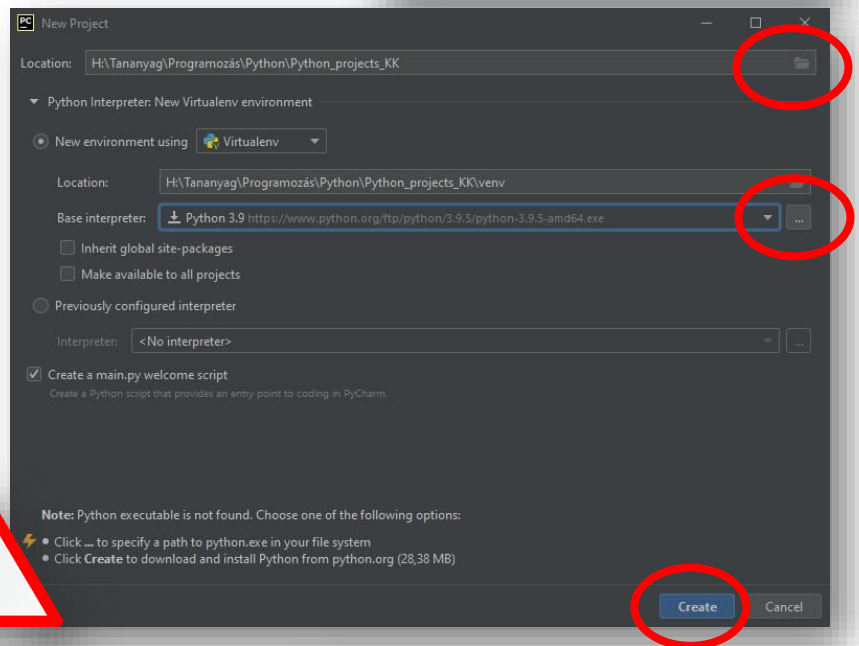 PC New Project
Location: H:\Tananyag\Programozás\Python\Python_projects_KK
Python Interpreter: New Virtualenv environment
New environment using Virtualenv
Location: H:\Tananyag\Programozás\Python\Python_projects_KK\venv
Base interpreter: Python 3.9 https://www.python.org/ftp/python/3.9.5/python-3.9.5-amd64.exe ...
Inherit global site-packages
Make available to all projects
Previously configured interpreter
Interpreter: <No interpreter> ...
Create a main.py welcome script
Create a Python script that provides an entry point to coding in PyCharm.
Note: Python executable is not found. Choose one of the following options:
• Click ... to specify a path to python.exe in your file system
• Click Create to download and install Python from python.org (28,38 MB)
Create Cancel